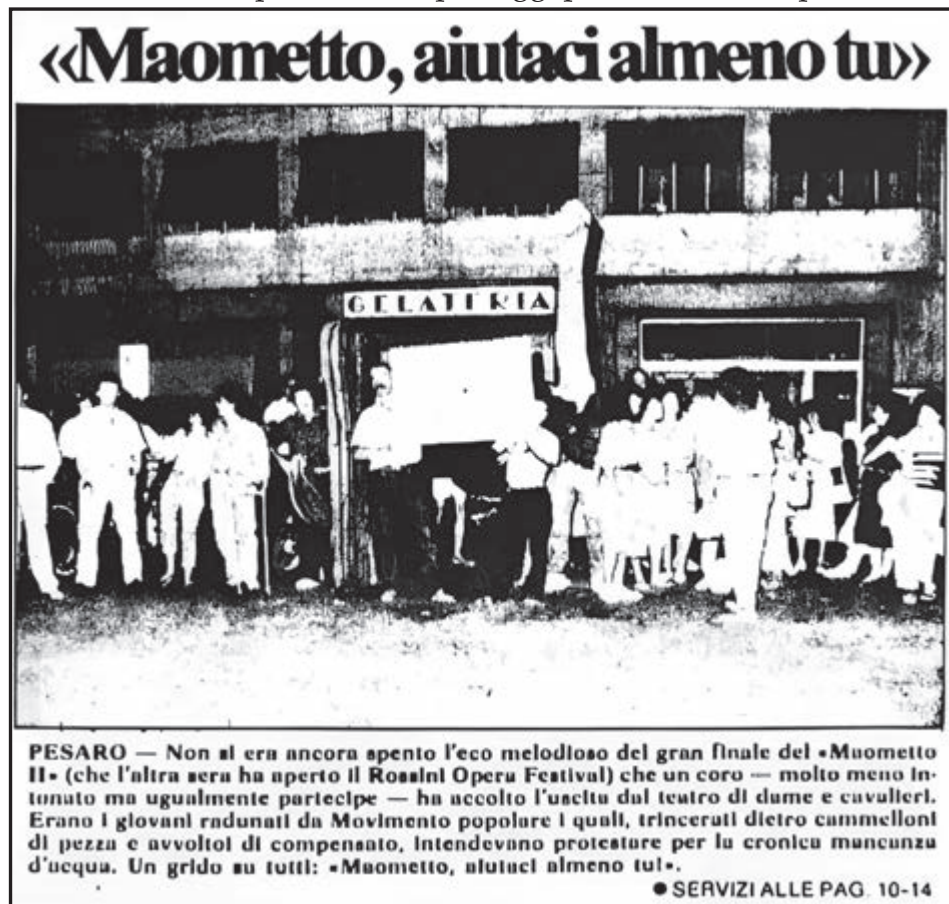 «Maometto, aiutaci almeno tu»
GELATERIA
PESARO — Non si era ancora spento l'eco melodioso del gran finale del «Maometto
II» (che l'altra sera ha aperto il Rossini Opera Festival) che un coro — molto meno in-
tonato ma ugualmente partecipe — ha accolto l'uscita dal teatro di dame e cavalieri.
Erano i giovani radunati da Movimento popolare i quali, trincerati dietro cammelloni
di pezza e avvoltoi di compensato, intendevano protestare per la cronica mancanza
d'acqua. Un grido su tutti: «Maometto, aiutaci almeno tu!».
● SERVIZI ALLE PAG. 10-14